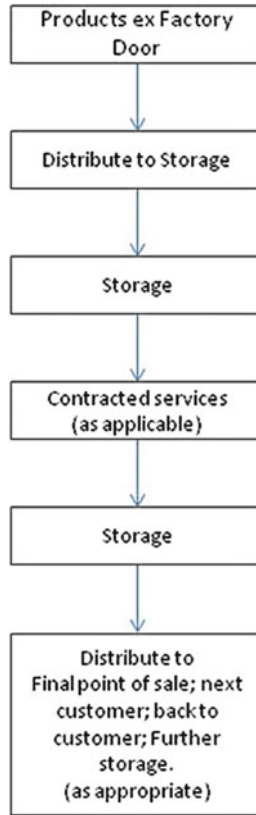 Products ex Factory
Door
Distribute to Storage
Storage
Contracted services
(as applicable)
Storage
Distribute to
Final point of sale; next
customer; back to
customer; Further
storage.
(as appropriate)